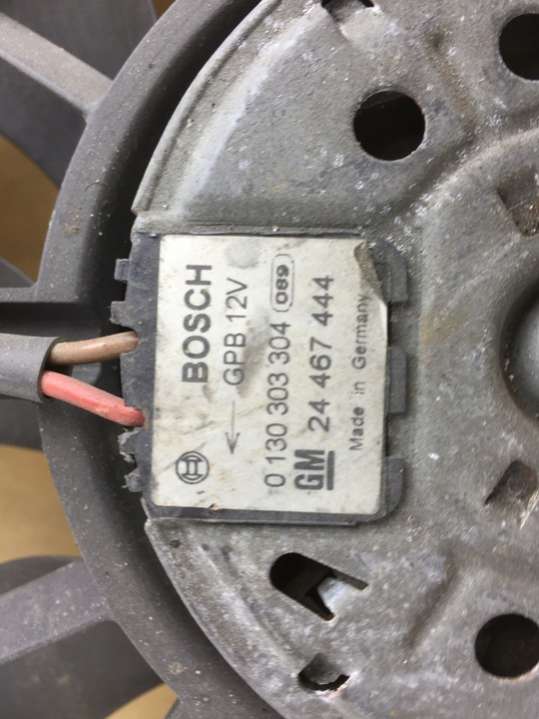 BOSCH
← GPB 12V
0 130 303 304 089
GM 24 467 444
Made in Germany